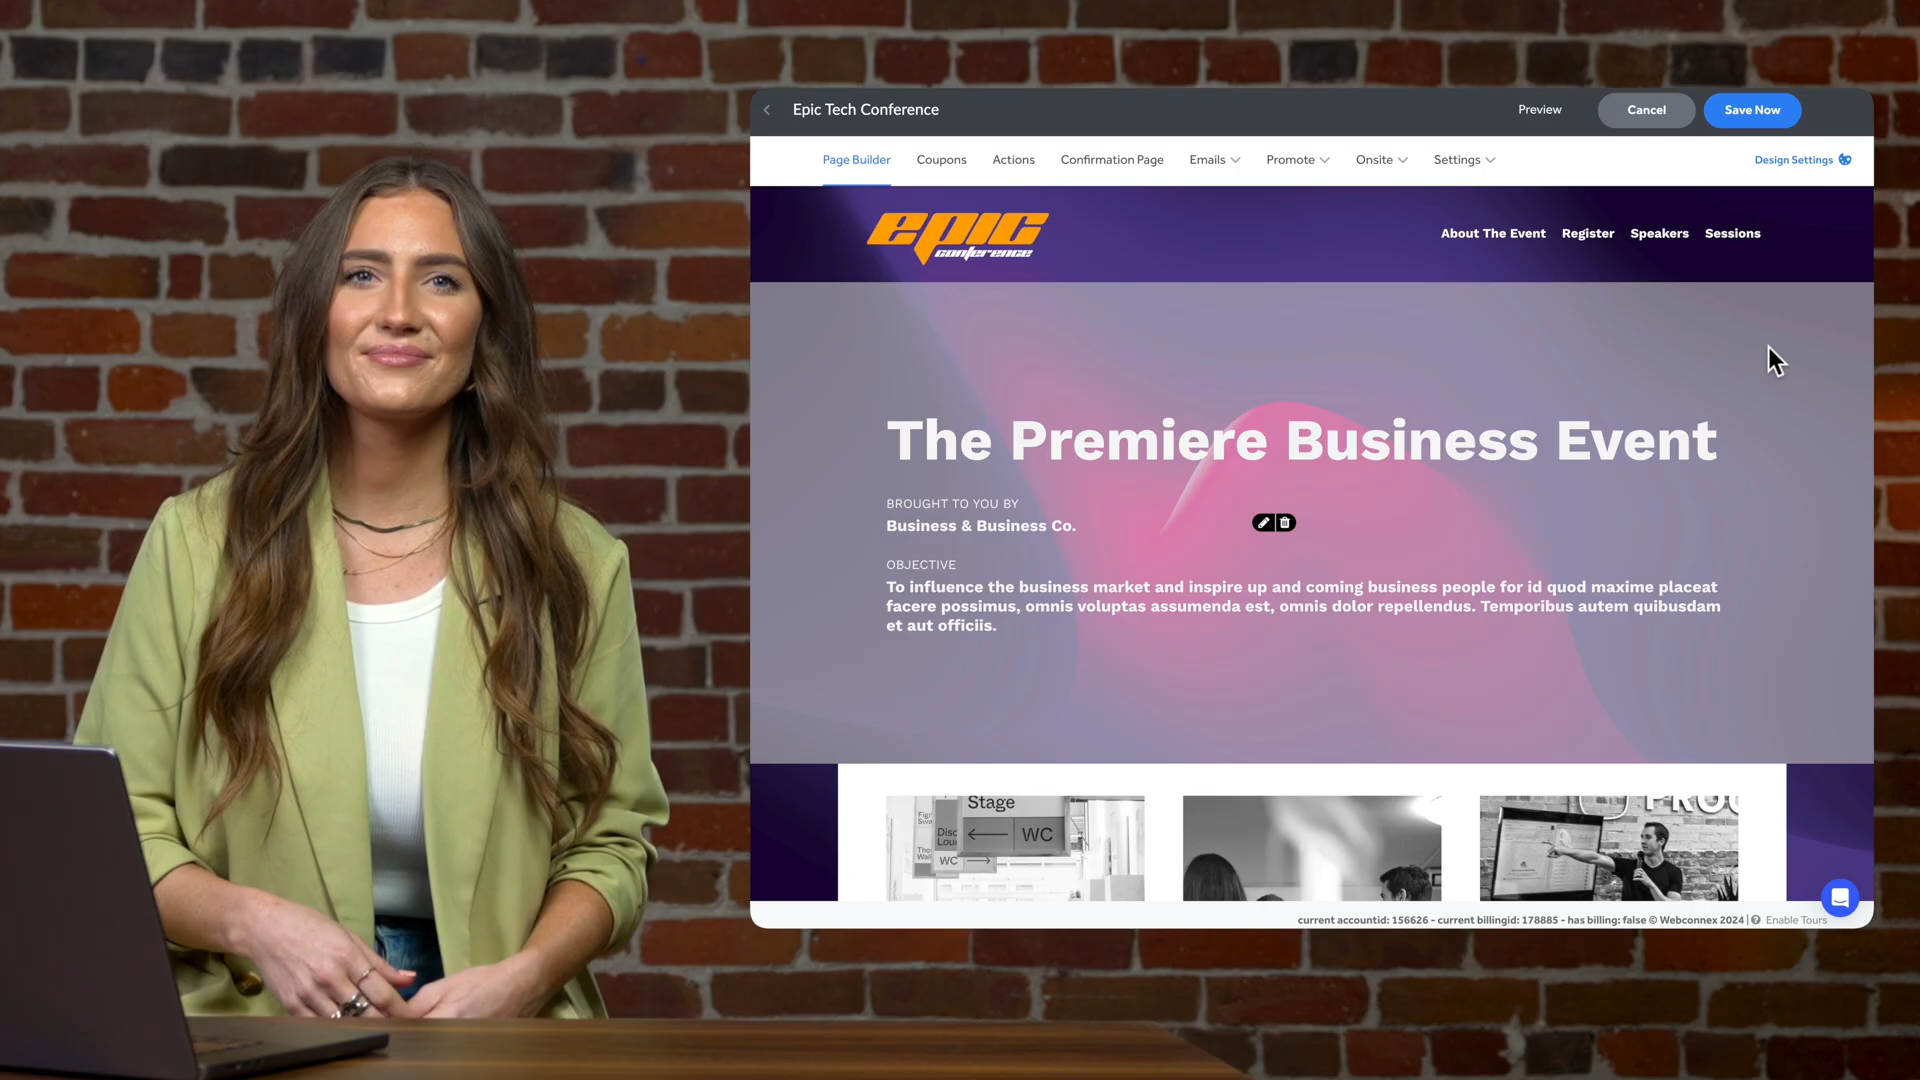 Epic Tech Conference
Preview
Cancel
Save Now
Page Builder
Coupons
Actions
Confirmation Page
Emails
Promote
Onsite
Settings
Design Settings
epic
conference
About The Event
Register
Speakers
Sessions
The Premiere Business Event
BROUGHT TO YOU BY
Business & Business Co.
OBJECTIVE
To influence the business market and inspire up and coming business people for id quod maxime placeat
facere possimus, omnis voluptas assumenda est, omnis dolor repellendus. Temporibus autem quibusdam
et aut officiis.
Stage
WC
WC
current accountid: 156626 - current billingid: 178885 - has billing: false © Webconnex 2024 |
Enable Tours